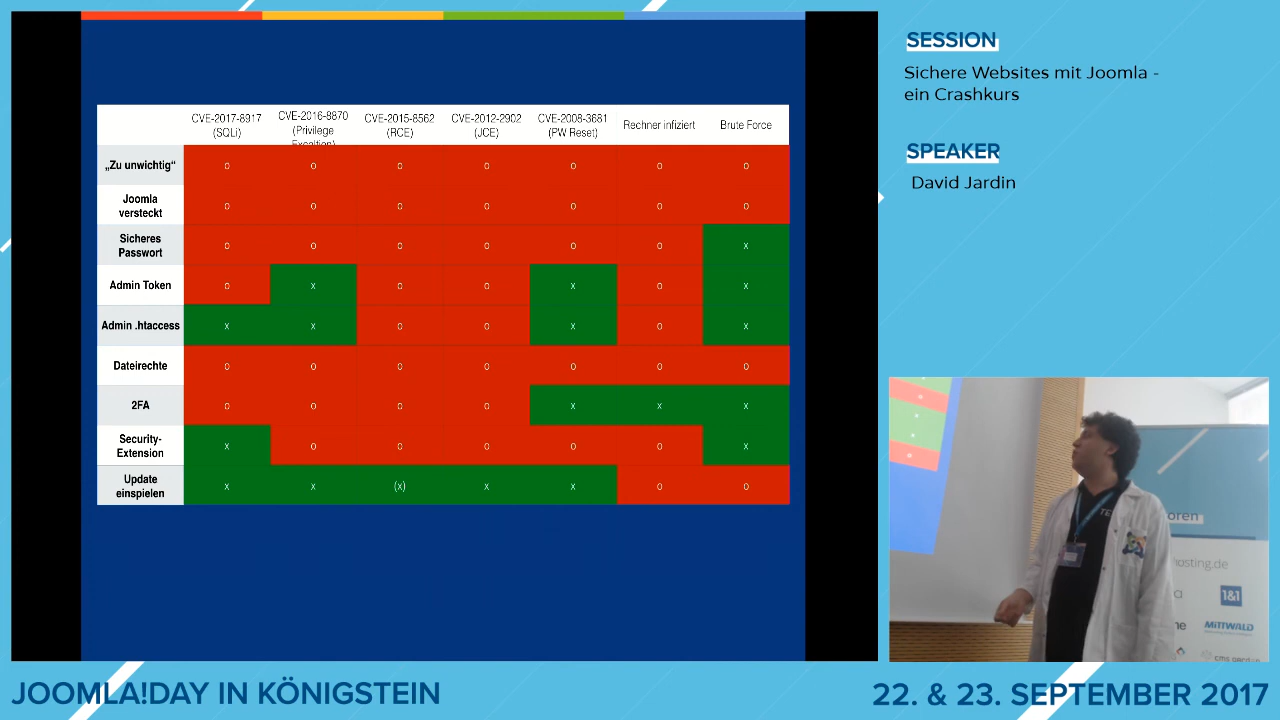 SESSION
Sichere Websites mit Joomla -
ein Crashkurs
SPEAKER
David Jardin
CVE-2017-8917
(SQLi)
CVE-2016-8870
(Privilege
CVE-2015-8562
(RCE)
CVE-2012-2902
(JCE)
CVE-2008-3681
(PW Reset)
Rechner infiziert
Brute Force
„Zu unwichtig“ o o o o o o o
Joomla
versteckt o o o o o o o
Sicheres
Passwort o o o o o o x
Admin Token o x o o x o x
Admin .htaccess x x o o x o x
Dateirechte o o o o o o o
2FA o o o o x x x
Security-
Extension x o o o o o x
Update
einspielen x x (x) x x o o
oren
hosting.de
1&1
MITTWALD
JOOMLA!DAY IN KÖNIGSTEIN
22. & 23. SEPTEMBER 2017